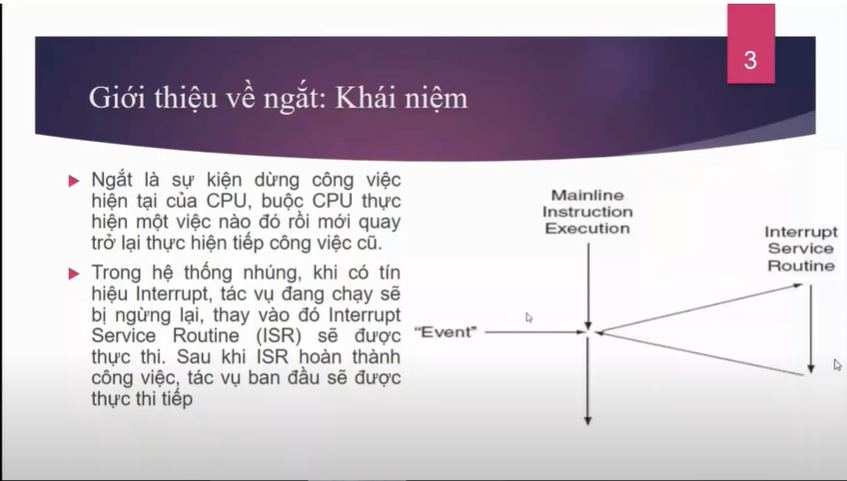 3
Giới thiệu về ngắt: Khái niệm
Ngắt là sự kiện dừng công việc
hiện tại của CPU, buộc CPU thực
hiện một việc nào đó rồi mới quay
trở lại thực hiện tiếp công việc cũ.
Trong hệ thống nhúng, khi có tín
hiệu Interrupt, tác vụ đang chạy sẽ
bị ngừng lại, thay vào đó Interrupt
Service Routine (ISR) sẽ được
thực thi. Sau khi ISR hoàn thành
công việc, tác vụ ban đầu sẽ được
thực thi tiếp
Mainline
Instruction
Execution
Interrupt
Service
Routine
“Event”